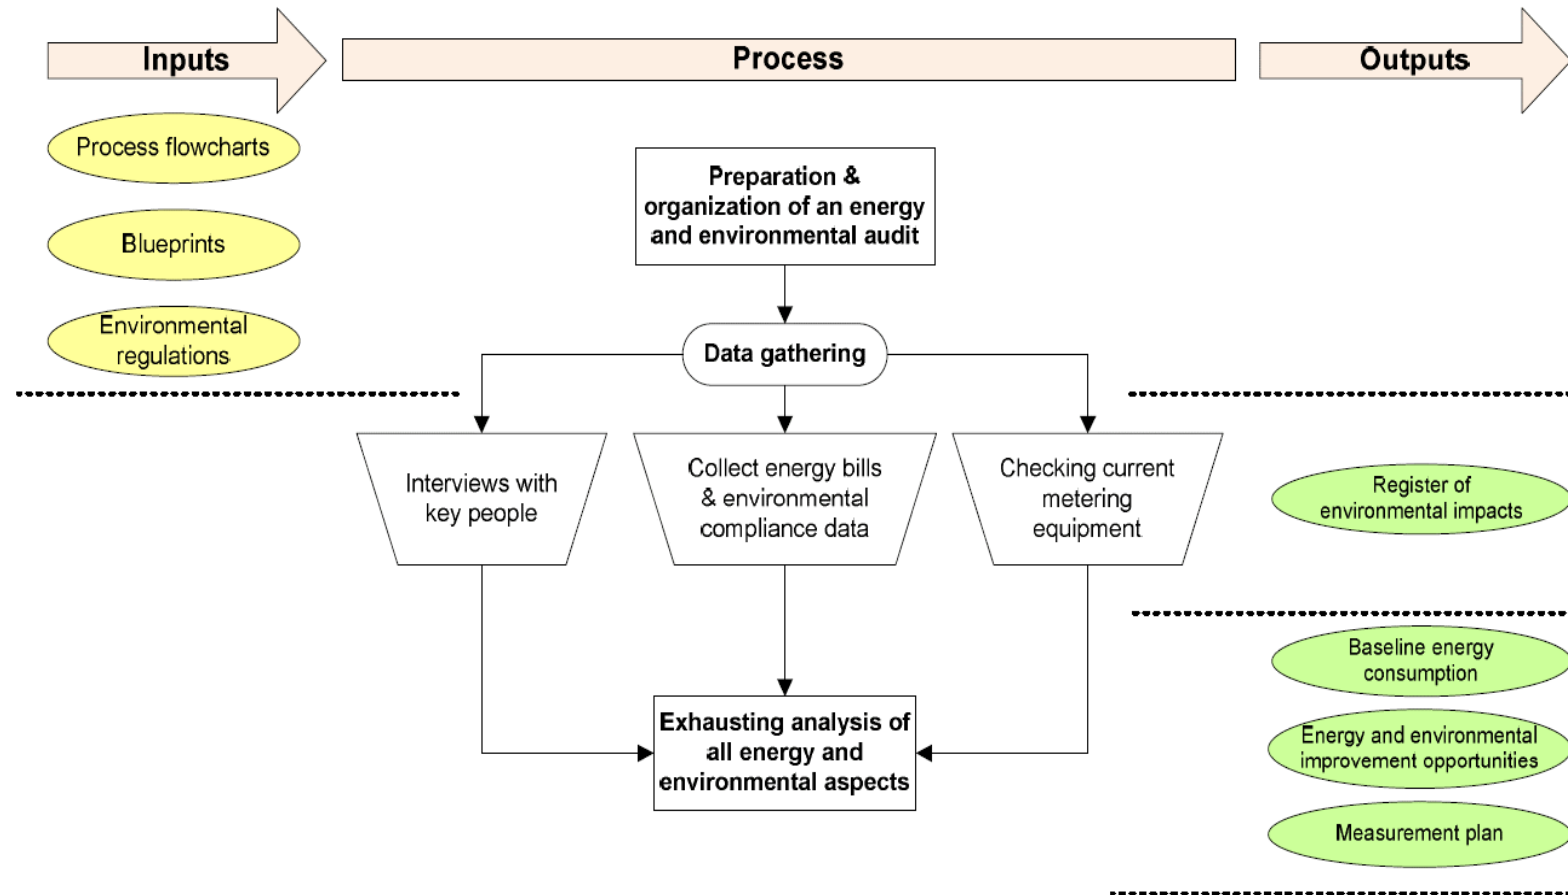 Inputs
Process
Outputs
Process flowcharts
Blueprints
Environmental
regulations
Preparation &
organization of an energy
and environmental audit
Data gathering
Interviews with
key people
Collect energy bills
& environmental
compliance data
Checking current
metering
equipment
Exhausting analysis of
all energy and
environmental aspects
Register of
environmental impacts
Baseline energy
consumption
Energy and environmental
improvement opportunities
Measurement plan